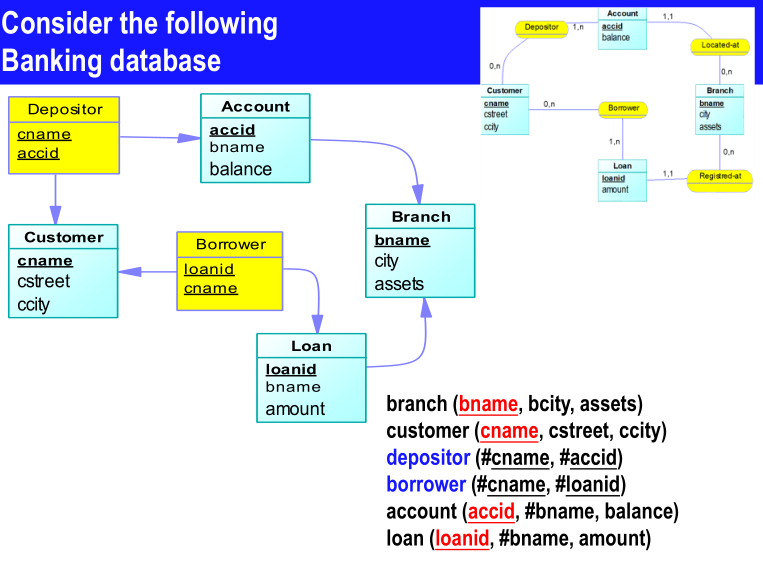 Consider the following
Banking database
Depositor
1,n
Account
accid
balance
1,1
Located-at
0,n
0,n
Customer
cname
cstreet
ccity
0,n
Borrower
Branch
bname
city
assets
1,n
0,n
Loan
loanid
amount
1,1
Registred-at
Depositor
cname
accid
Account
accid
bname
balance
Customer
cname
cstreet
ccity
Borrower
loanid
cname
Branch
bname
city
assets
Loan
loanid
bname
amount
branch (bname, bcity, assets)
customer (cname, cstreet, ccity)
depositor (#cname, #accid)
borrower (#cname, #loanid)
account (accid, #bname, balance)
loan (loanid, #bname, amount)